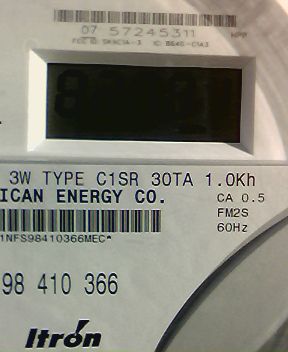 07 57245311
3W TYPE C1SR 30TA 1.0Kh
ICAN ENERGY CO.
CA 0.5
FM2S
60Hz
1NFS98410366MEC*
98 410 366
Itron